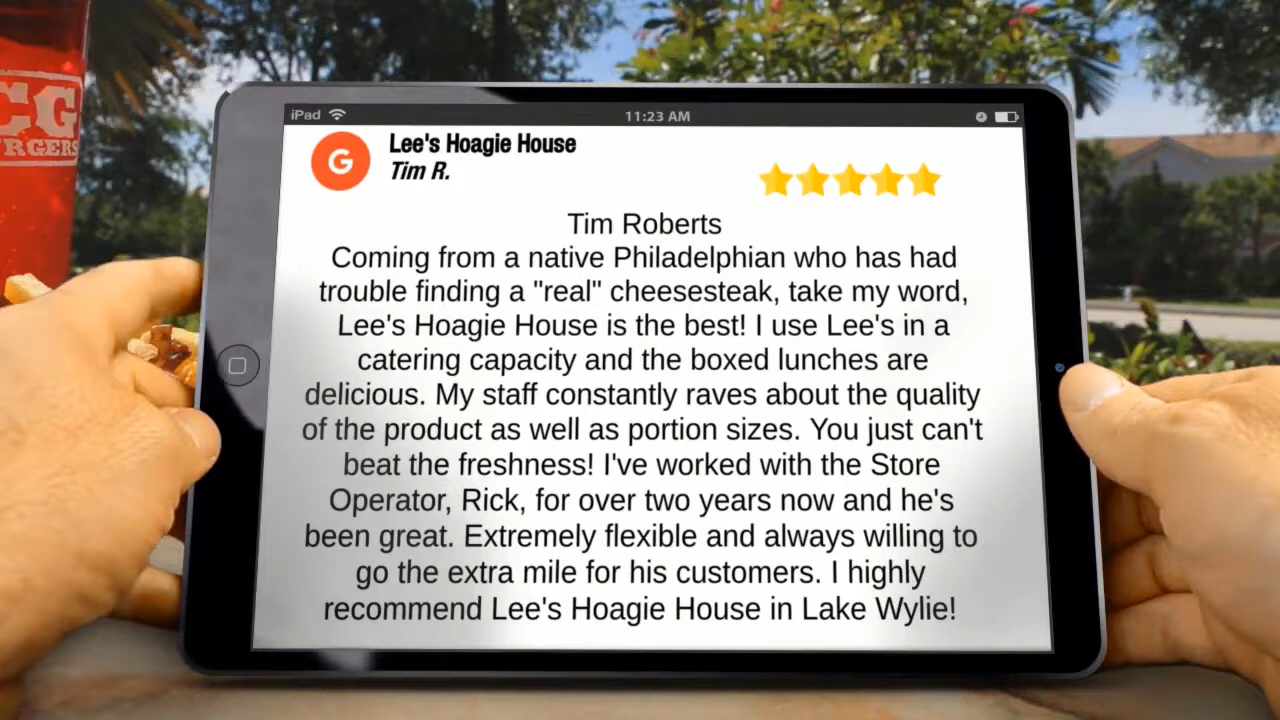 CG
RGERS
iPad
11:23 AM
G
Lee's Hoagie House
Tim R.
Tim Roberts
Coming from a native Philadelphian who has had
trouble finding a "real" cheesesteak, take my word,
Lee's Hoagie House is the best! I use Lee's in a
catering capacity and the boxed lunches are
delicious. My staff constantly raves about the quality
of the product as well as portion sizes. You just can't
beat the freshness! I've worked with the Store
Operator, Rick, for over two years now and he's
been great. Extremely flexible and always willing to
go the extra mile for his customers. I highly
recommend Lee's Hoagie House in Lake Wylie!